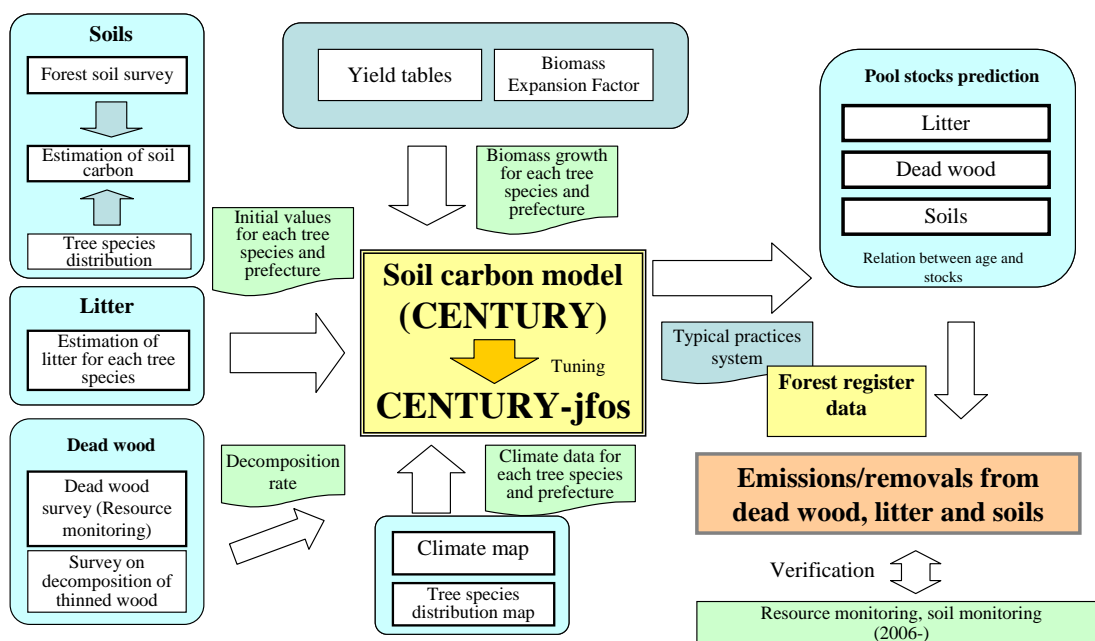 Soils
Forest soil survey
Estimation of soil
carbon
Tree species
distribution
Litter
Estimation of
litter for each tree
species
Dead wood
Dead wood
survey (Resource
monitoring)
Survey on
decomposition of
thinned wood
Yield tables
Biomass
Expansion Factor
Biomass growth
for each tree
species and
prefecture
Initial values
for each tree
species and
prefecture
Soil carbon model
(CENTURY)
Tuning
CENTURY-jfos
Decomposition
rate
Climate data for
each tree species
and prefecture
Climate map
Tree species
distribution map
Pool stocks prediction
Litter
Dead wood
Soils
Relation between age and
stocks
Typical practices
system
Forest register
data
Emissions/removals from
dead wood, litter and soils
Verification
Resource monitoring, soil monitoring
(2006-)